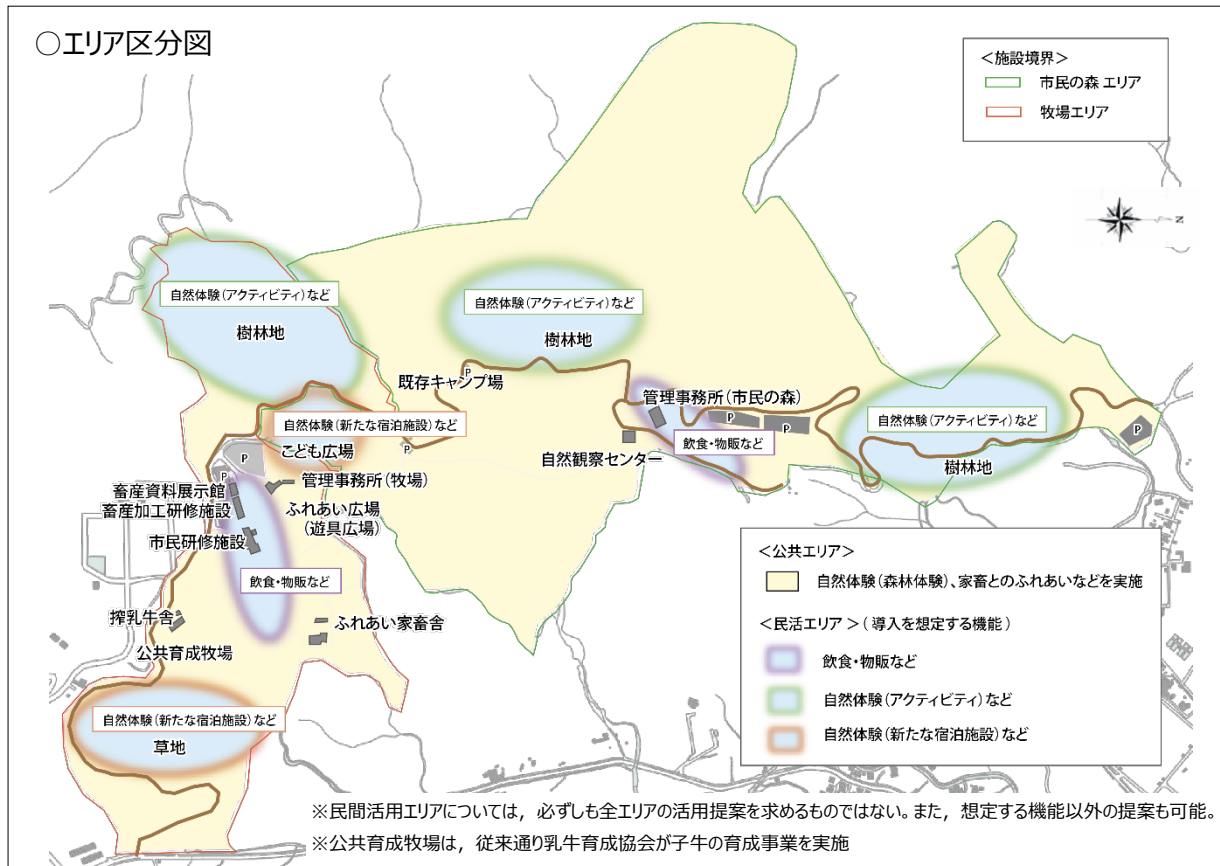 ○エリア区分図
＜施設境界＞
市民の森 エリア
牧場エリア
N
自然体験（アクティビティ）など
樹林地
自然体験（アクティビティ）など
樹林地
P
既存キャンプ場
管理事務所（市民の森）
P
P
飲食・物販など
自然観察センター
自然体験（アクティビティ）など
樹林地
P
自然体験（新たな宿泊施設）など
こども広場
P
P
P
管理事務所（牧場）
畜産資料展示館
畜産加工研修施設
ふれあい広場
（遊具広場）
市民研修施設
飲食・物販など
搾乳牛舎
ふれあい家畜舎
公共育成牧場
自然体験（新たな宿泊施設）など
草地
＜公共エリア＞
自然体験（森林体験）、家畜とのふれあいなどを実施
＜民活エリア＞（導入を想定する機能）
飲食・物販など
自然体験（アクティビティ）など
自然体験（新たな宿泊施設）など
※民間活用エリアについては，必ずしも全エリアの活用提案を求めるものではない。また，想定する機能以外の提案も可能。
※公共育成牧場は，従来通り乳牛育成協会が子牛の育成事業を実施